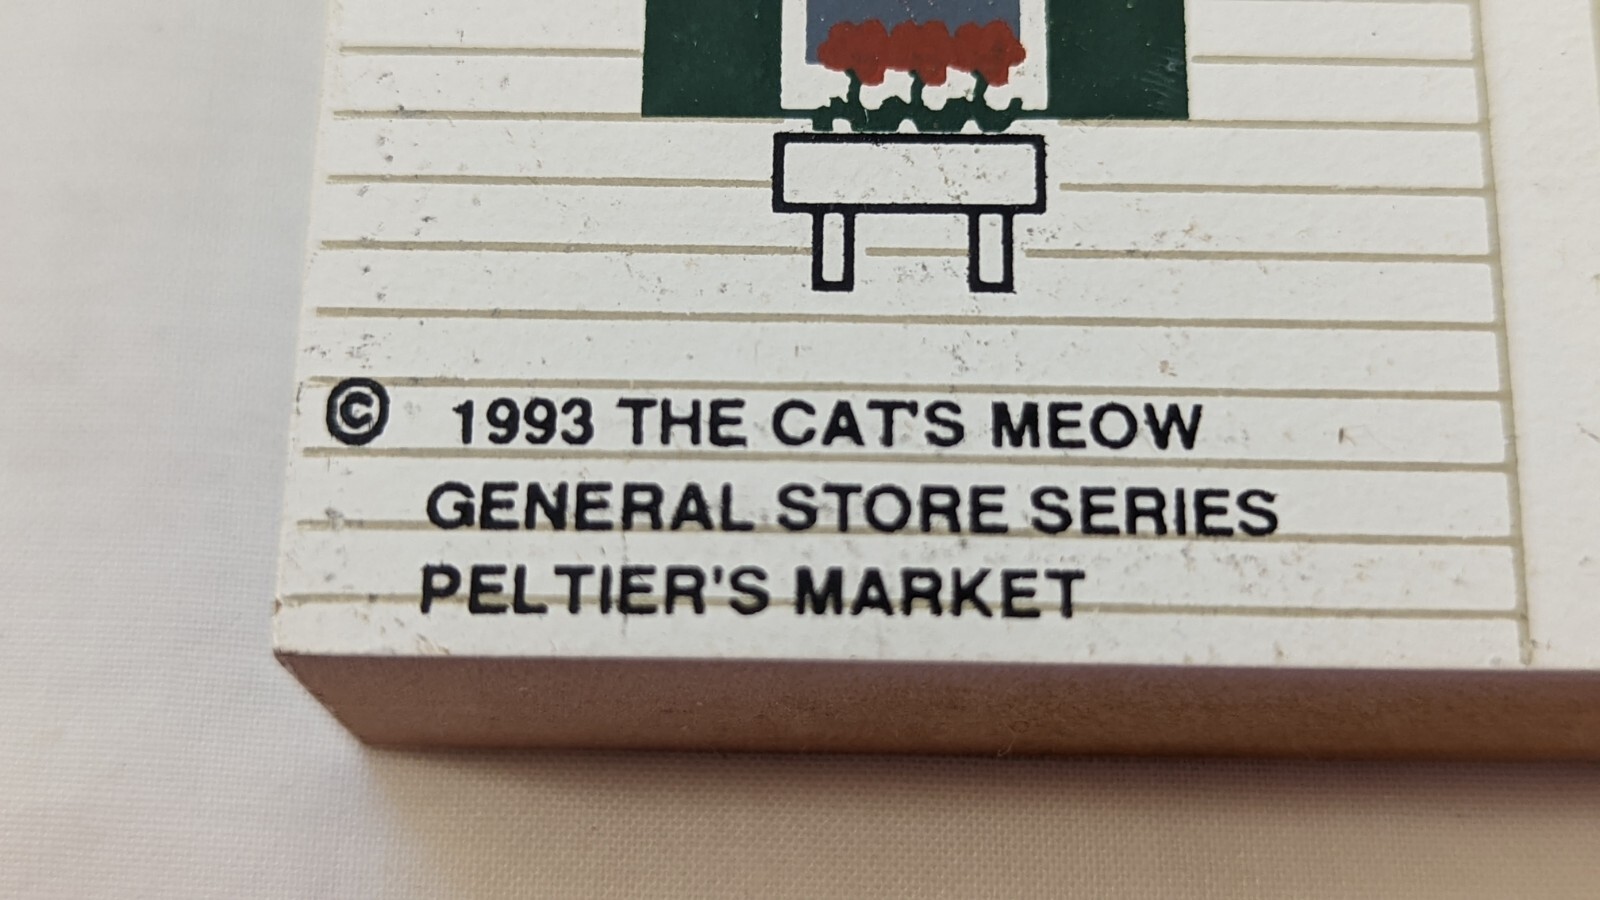 © 1993 THE CAT'S MEOW
GENERAL STORE SERIES
PELTIER'S MARKET